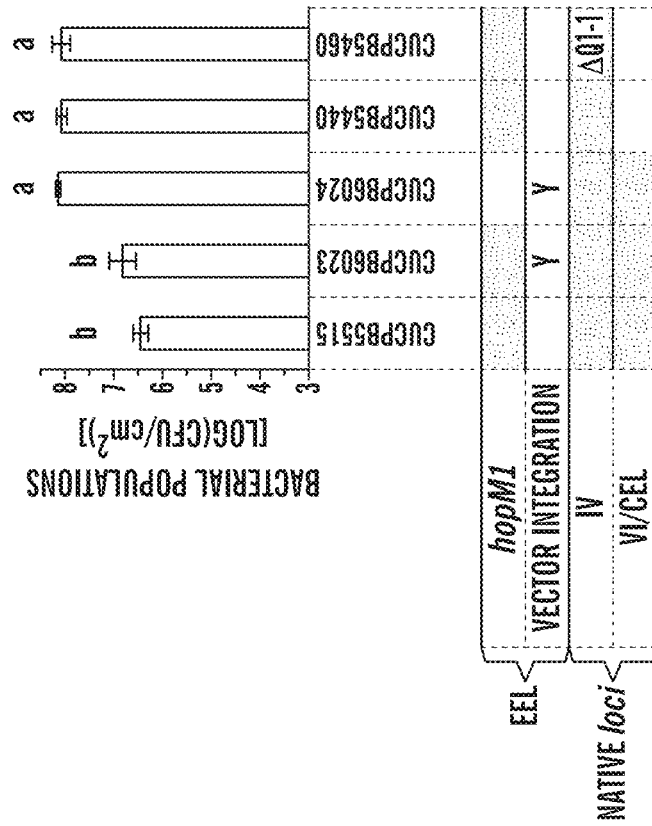 BACTERIAL POPULATIONS
[LOG(CFU/cm²)]
8
7
6
5
4
3
b b a a a
CUCPB5515 CUCPB6023 CUCPB6024 CUCPB5440 CUCPB5460
EEL
hopM1
VECTOR INTEGRATION Y Y
NATIVE loci
IV ΔQ1-1
VI/CEL